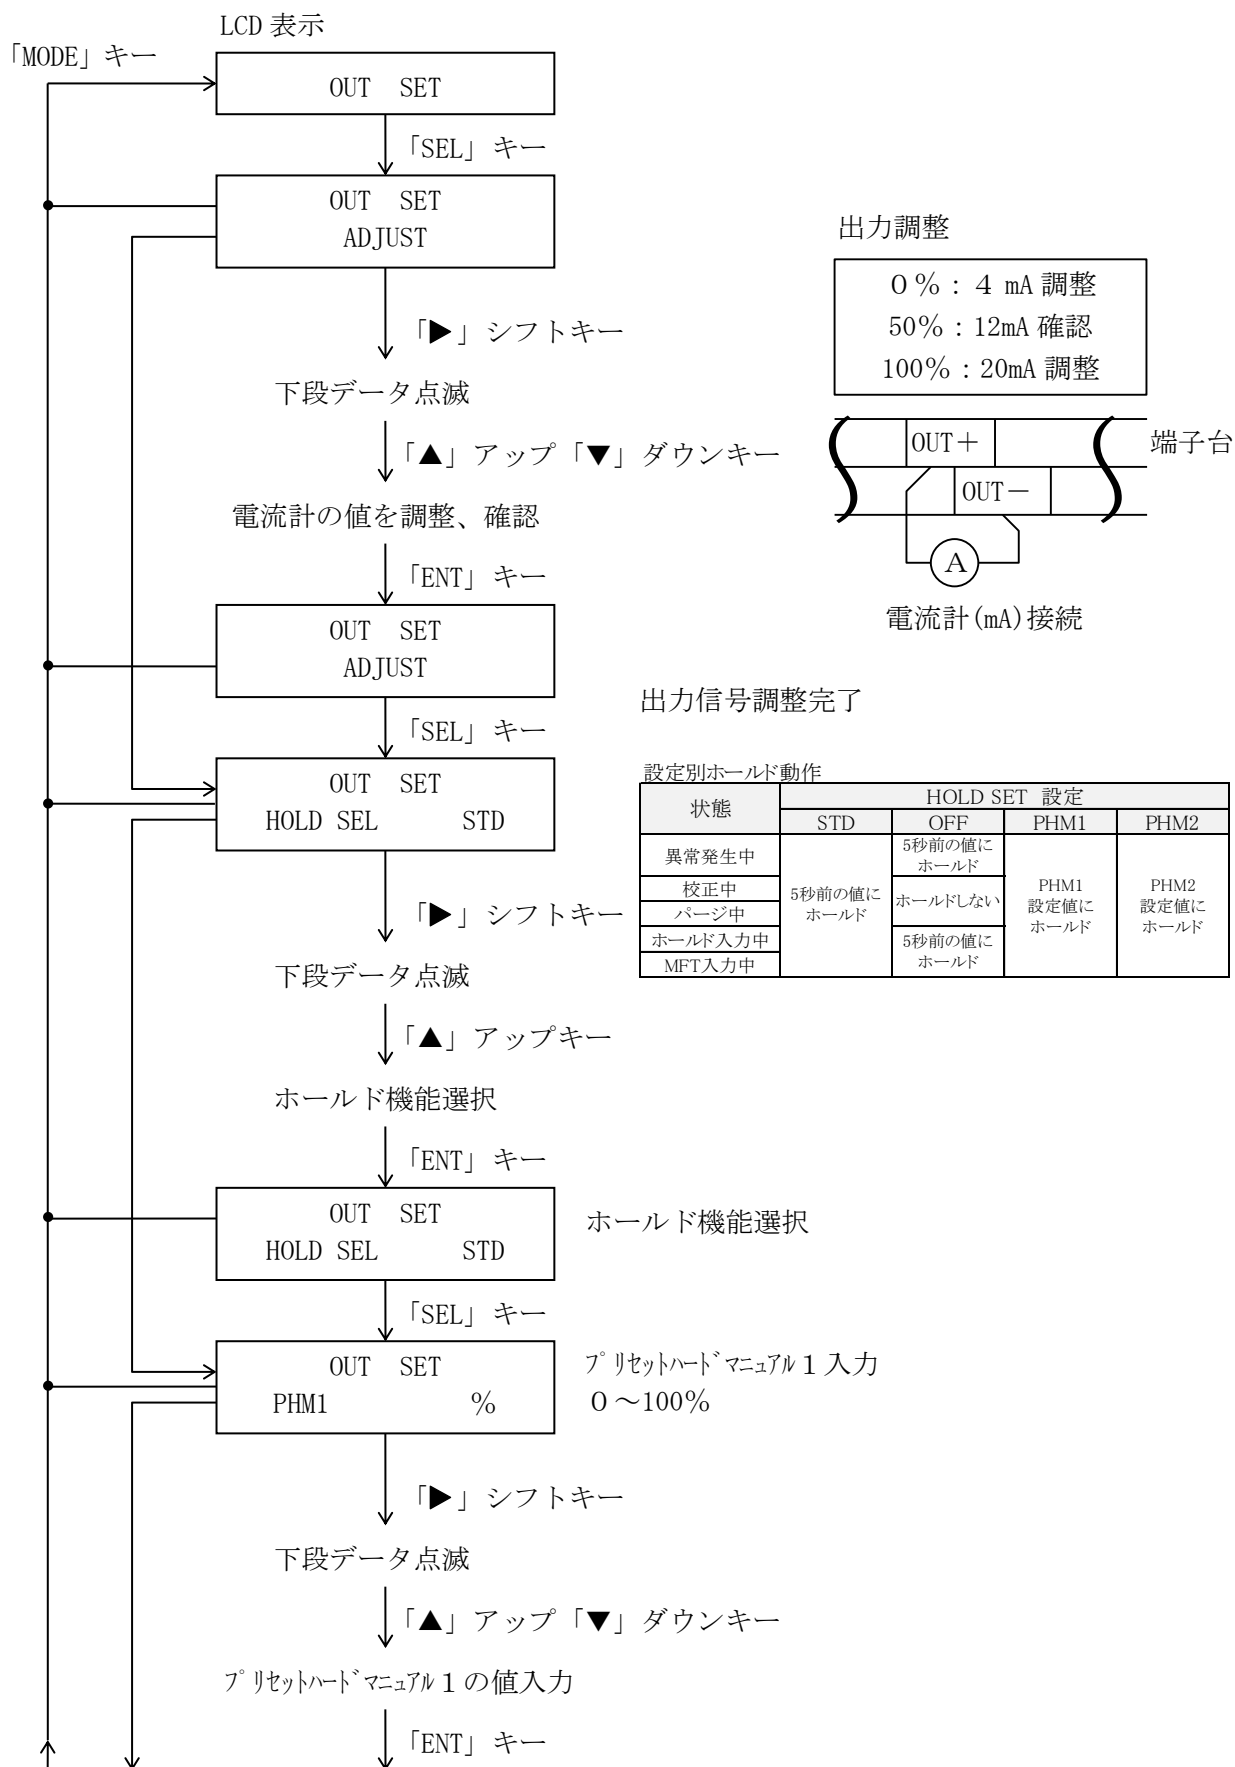 LCD 表示
「MODE」キー
OUT SET
「SEL」キー
OUT SET
ADJUST
「▶」シフトキー
下段データ点滅
「▲」アップ「▼」ダウンキー
電流計の値を調整、確認
「ENT」キー
OUT SET
ADJUST
「SEL」キー
出力調整
0%:4 mA 調整
50%:12mA 確認
100%:20mA 調整
OUT+
端子台
OUT-
A
電流計(mA)接続
出力信号調整完了
OUT SET
HOLD SEL STD
設定別ホールド動作
状態
HOLD SET 設定
STD OFF PHM1 PHM2
異常発生中
校正中
パージ中
ホールド入力中
MFT入力中
5秒前の値に
ホールド
5秒前の値に
ホールド
ホールドしない
5秒前の値に
ホールド
PHM1
設定値に
ホールド
PHM2
設定値に
ホールド
「▶」シフトキー
下段データ点滅
「▲」アップキー
ホールド機能選択
「ENT」キー
OUT SET
HOLD SEL STD
ホールド機能選択
「SEL」キー
OUT SET
PHM1 %
プリセットハードマニュアル1入力
0~100%
「▶」シフトキー
下段データ点滅
「▲」アップ「▼」ダウンキー
プリセットハードマニュアル1の値入力
「ENT」キー